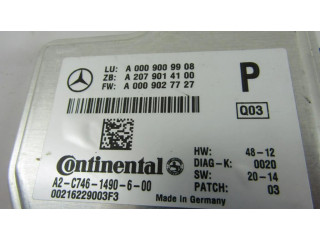 LU: A 000 900 99 08
ZB: A 207 901 41 00
FW: A 000 902 77 27
P
Q03
Continental
A2-C746-1490-6-00
00216229003F3
HW: 48-12
DIAG-K: 0020
SW: 20-14
PATCH: 03
Made in Germany